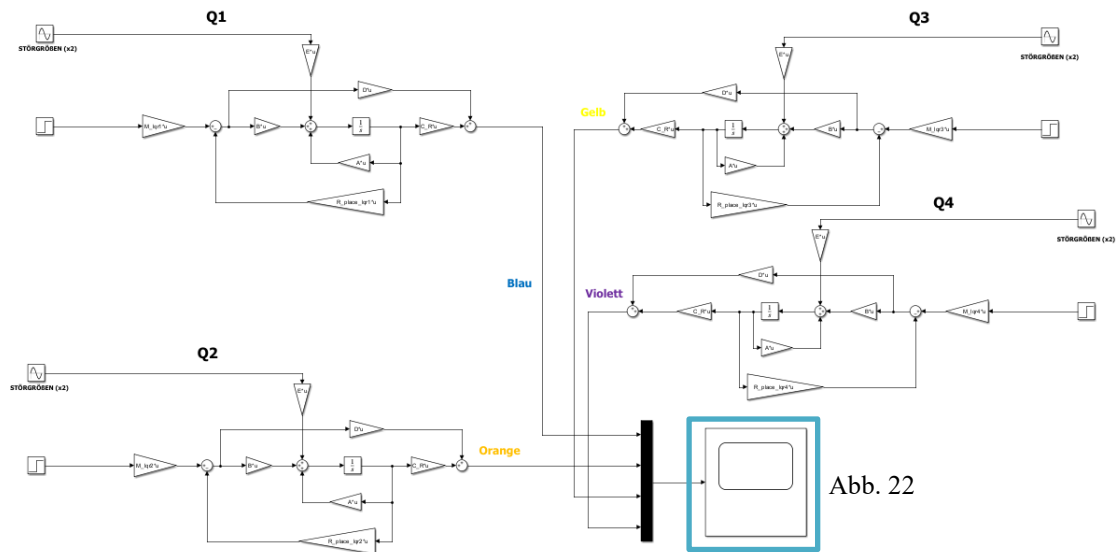 Q1
STÖRGRÖßEN (x2)
E*u
D*u
M_lqr1*u
B*u
1
s
C_R*u
A*u
R_place_lqr1*u
Q3
STÖRGRÖßEN (x2)
E*u
D*u
Gelb
C_R*u
1
s
B*u
M_lqr3*u
A*u
R_place_lqr3*u
Q4
STÖRGRÖßEN (x2)
E*u
D*u
Blau
Violett
C_R*u
1
s
B*u
M_lqr4*u
A*u
R_place_lqr4*u
Q2
STÖRGRÖßEN (x2)
E*u
D*u
Orange
M_lqr2*u
B*u
1
s
C_R*u
A*u
R_place_lqr2*u
Abb. 22